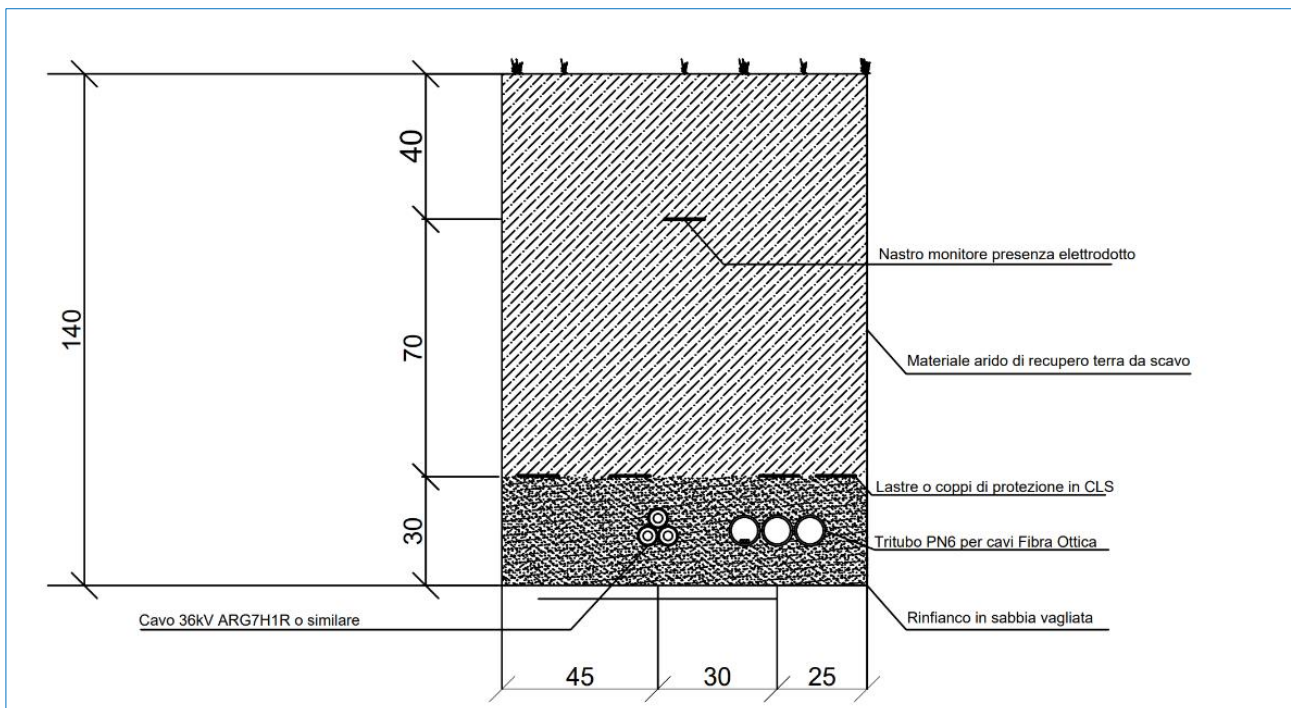 40
Nastro monitore presenza elettrodotto
140
70
Materiale arido di recupero terra da scavo
Lastre o coppi di protezione in CLS
30
Tritubo PN6 per cavi Fibra Ottica
Cavo 36kV ARG7H1R o similare
Rinfianco in sabbia vagliata
45
30
25